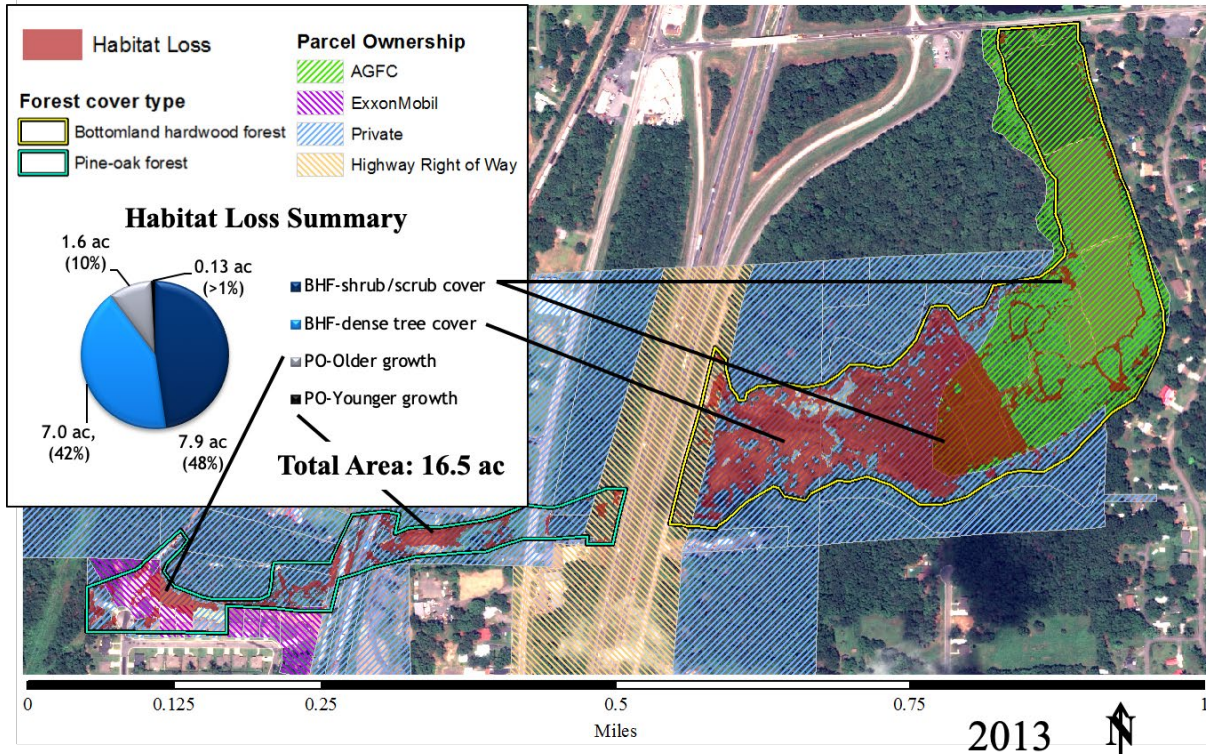 Habitat Loss
Forest cover type
Bottomland hardwood forest
Pine-oak forest
Parcel Ownership
AGFC
ExxonMobil
Private
Highway Right of Way
Habitat Loss Summary
1.6 ac
(10%)
0.13 ac
(>1%)
7.0 ac,
(42%)
7.9 ac
(48%)
BHF-shrub/scrub cover
BHF-dense tree cover
PO-Older growth
PO-Younger growth
Total Area: 16.5 ac
0
0.125
0.25
0.5
0.75
1
Miles
2013
N